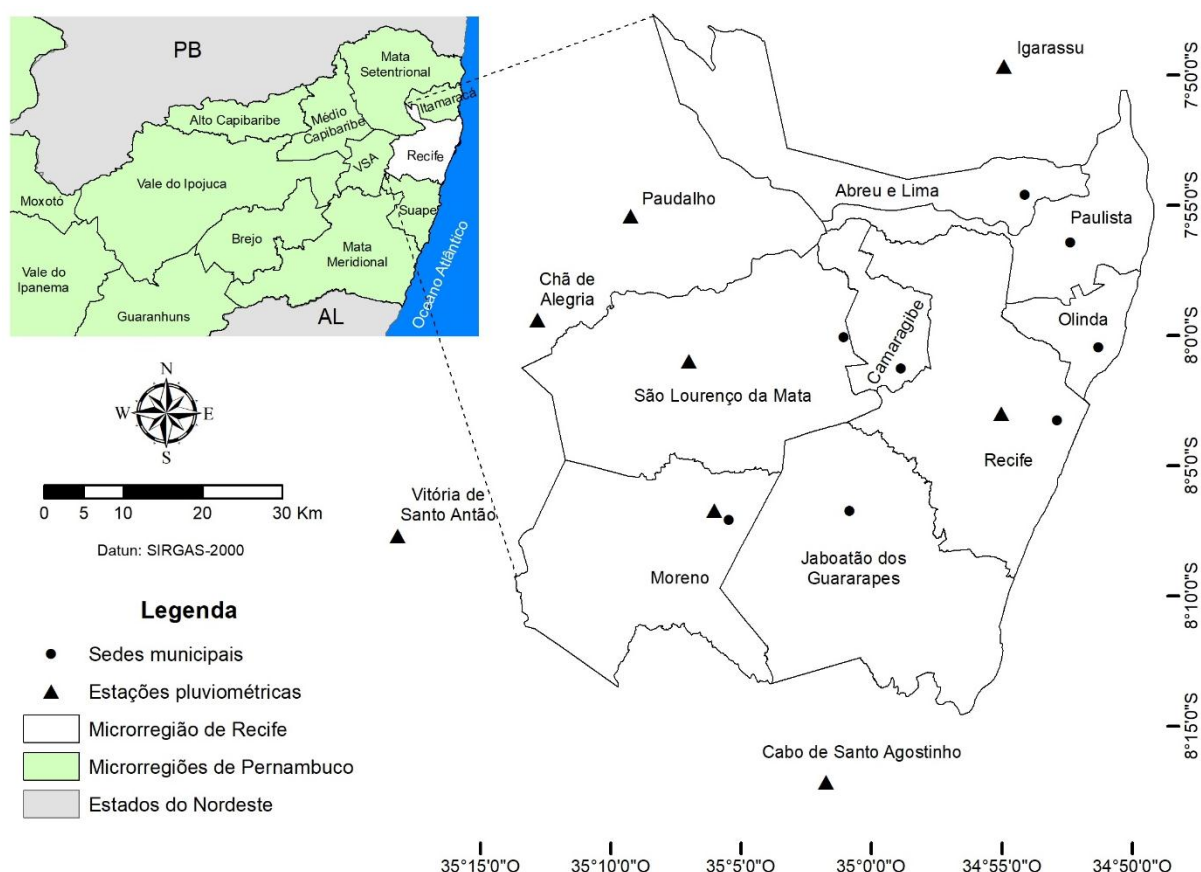 PB
Mata
Setentrional
Itamaracá
Alto Capibaribe
Médio
Capibaribe
Recife
VSA
Vale do Ipojuca
Moxotó
Suape
Brejo
Mata
Meridional
Vale do
Ipanema
Guaranhuns
AL
Oceano Atlântico
N
W
E
S
0 5 10 20 30 Km
Datun: SIRGAS-2000
Legenda
Sedes municipais
Estações pluviométricas
Microrregião de Recife
Microrregiões de Pernambuco
Estados do Nordeste
Igarassu
Abreu e Lima
Paudalho
Paulista
Chã de
Alegria
Olinda
Camaragibe
São Lourenço da Mata
Recife
Vitória de
Santo Antão
Jaboatão dos
Guararapes
Moreno
Cabo de Santo Agostinho
7°50'0"S
7°55'0"S
8°0'0"S
8°5'0"S
8°10'0"S
8°15'0"S
35°15'0"O
35°10'0"O
35°5'0"O
35°0'0"O
34°55'0"O
34°50'0"O